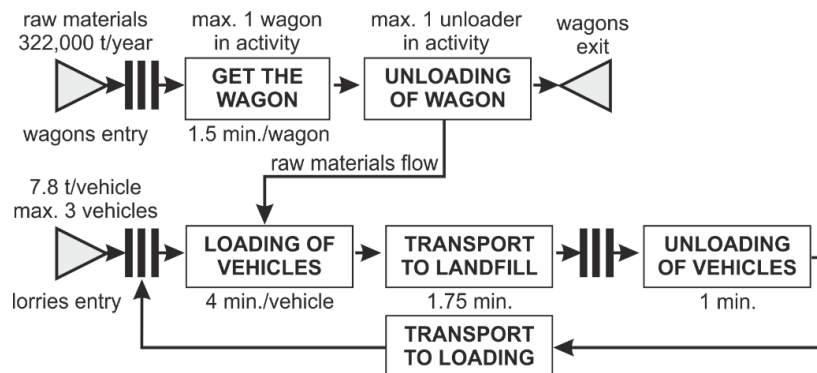 raw materials
322,000 t/year
max. 1 wagon
in activity
max. 1 unloader
in activity
wagons
exit
GET THE
WAGON
UNLOADING
OF WAGON
wagons entry
1.5 min./wagon
raw materials flow
7.8 t/vehicle
max. 3 vehicles
LOADING OF
VEHICLES
TRANSPORT
TO LANDFILL
UNLOADING
OF VEHICLES
lorries entry
4 min./vehicle
1.75 min.
1 min.
TRANSPORT
TO LOADING